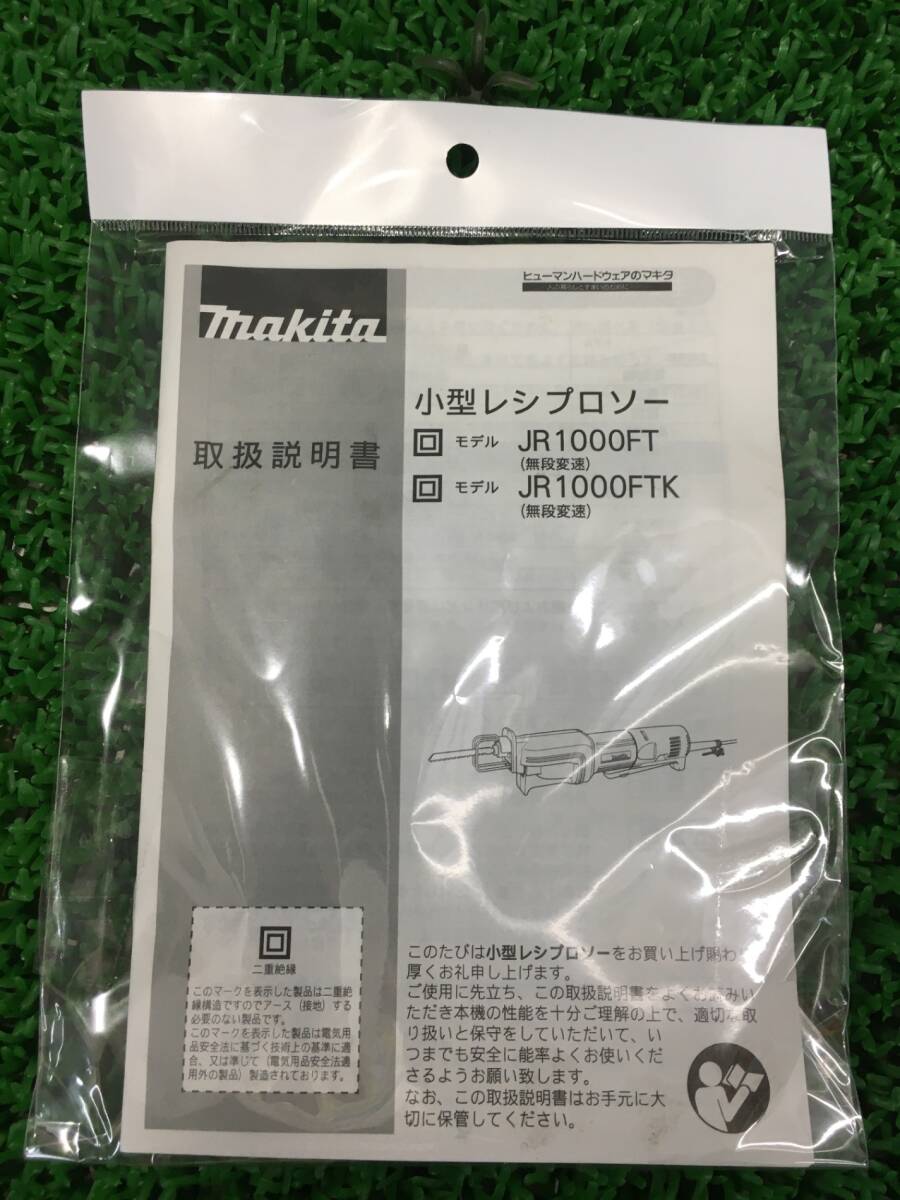 ヒューマンハードウェアのマキタ
人の暮らしとすまいのために
makita
取扱説明書
小型レシプロソー
モデル JR1000FT
(無段変速)
モデル JR1000FTK
(無段変速)
二重絶縁
このマークを表示した製品は二重絶
縁構造ですのでアース（接地）する
必要のない製品です。
このマークを表示した製品は電気用
品安全法に基づく技術上の基準に適
合、又は準じて（電気用品安全法適
用外の製品）製造されております。
このたびは小型レシプロソーをお買い上げ賜わ
厚くお礼申し上げます。
ご使用に先立ち、この取扱説明書をよくお読みい
ただき本機の性能を十分ご理解の上で、適切な取
り扱いと保守をしていただいて、い
つまでも安全に能率よくお使いくだ
さるようお願い致します。
なお、この取扱説明書はお手元に大
切に保管してください。